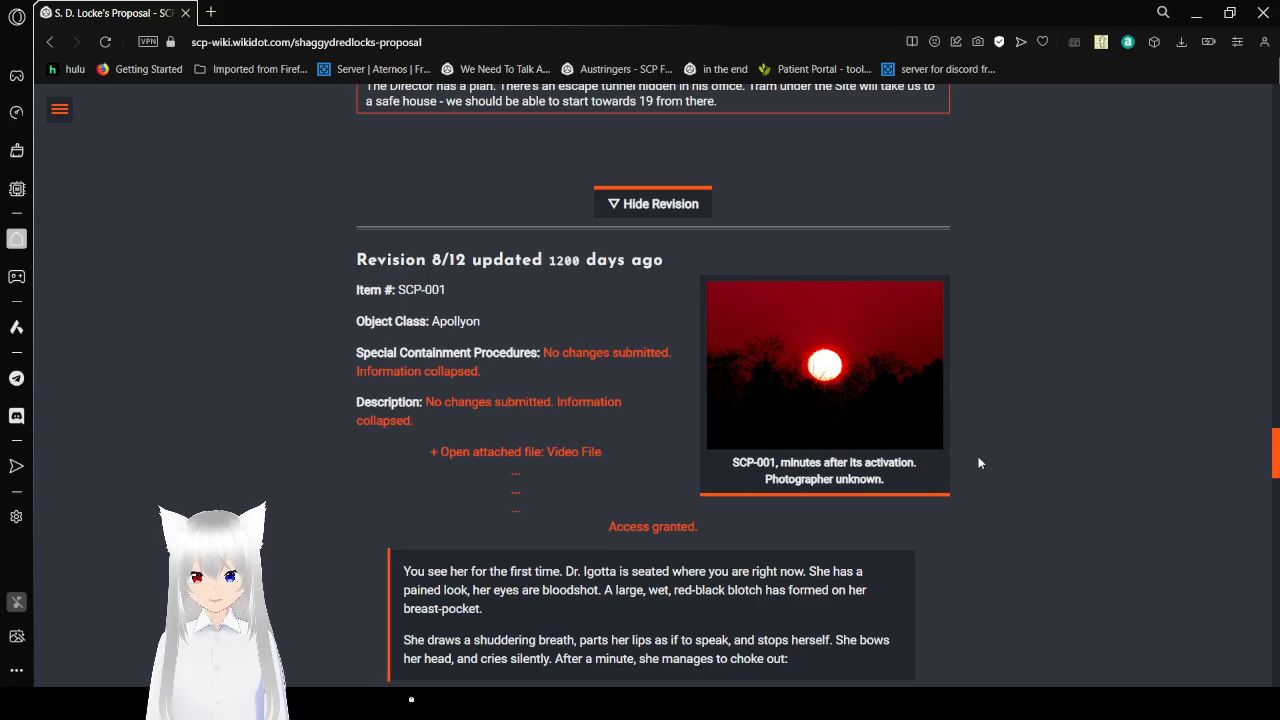 S. D. Locke's Proposal - SC
VPN
scp-wiki.wikidot.com/shaggydredlocks-proposal
hulu
Getting Started
Imported from Firef...
Server | Aternos | Fr...
We Need To Talk A...
Austringers - SCP F...
in the end
Patient Portal - tool...
server for discord fr...
The Director has a plan. There's an escape tunnel hidden in his office. Tram under the Site will take us to
a safe house - we should be able to start towards 19 from there.
▽ Hide Revision
Revision 8/12 updated 1200 days ago
Item #: SCP-001
Object Class: Apollyon
Special Containment Procedures: No changes submitted.
Information collapsed.
Description: No changes submitted. Information
collapsed.
+ Open attached file: Video File
...
...
...
SCP-001, minutes after its activation.
Photographer unknown.
Access granted.
You see her for the first time. Dr. Igotta is seated where you are right now. She has a
pained look, her eyes are bloodshot. A large, wet, red-black blotch has formed on her
breast-pocket.
She draws a shuddering breath, parts her lips as if to speak, and stops herself. She bows
her head, and cries silently. After a minute, she manages to choke out: